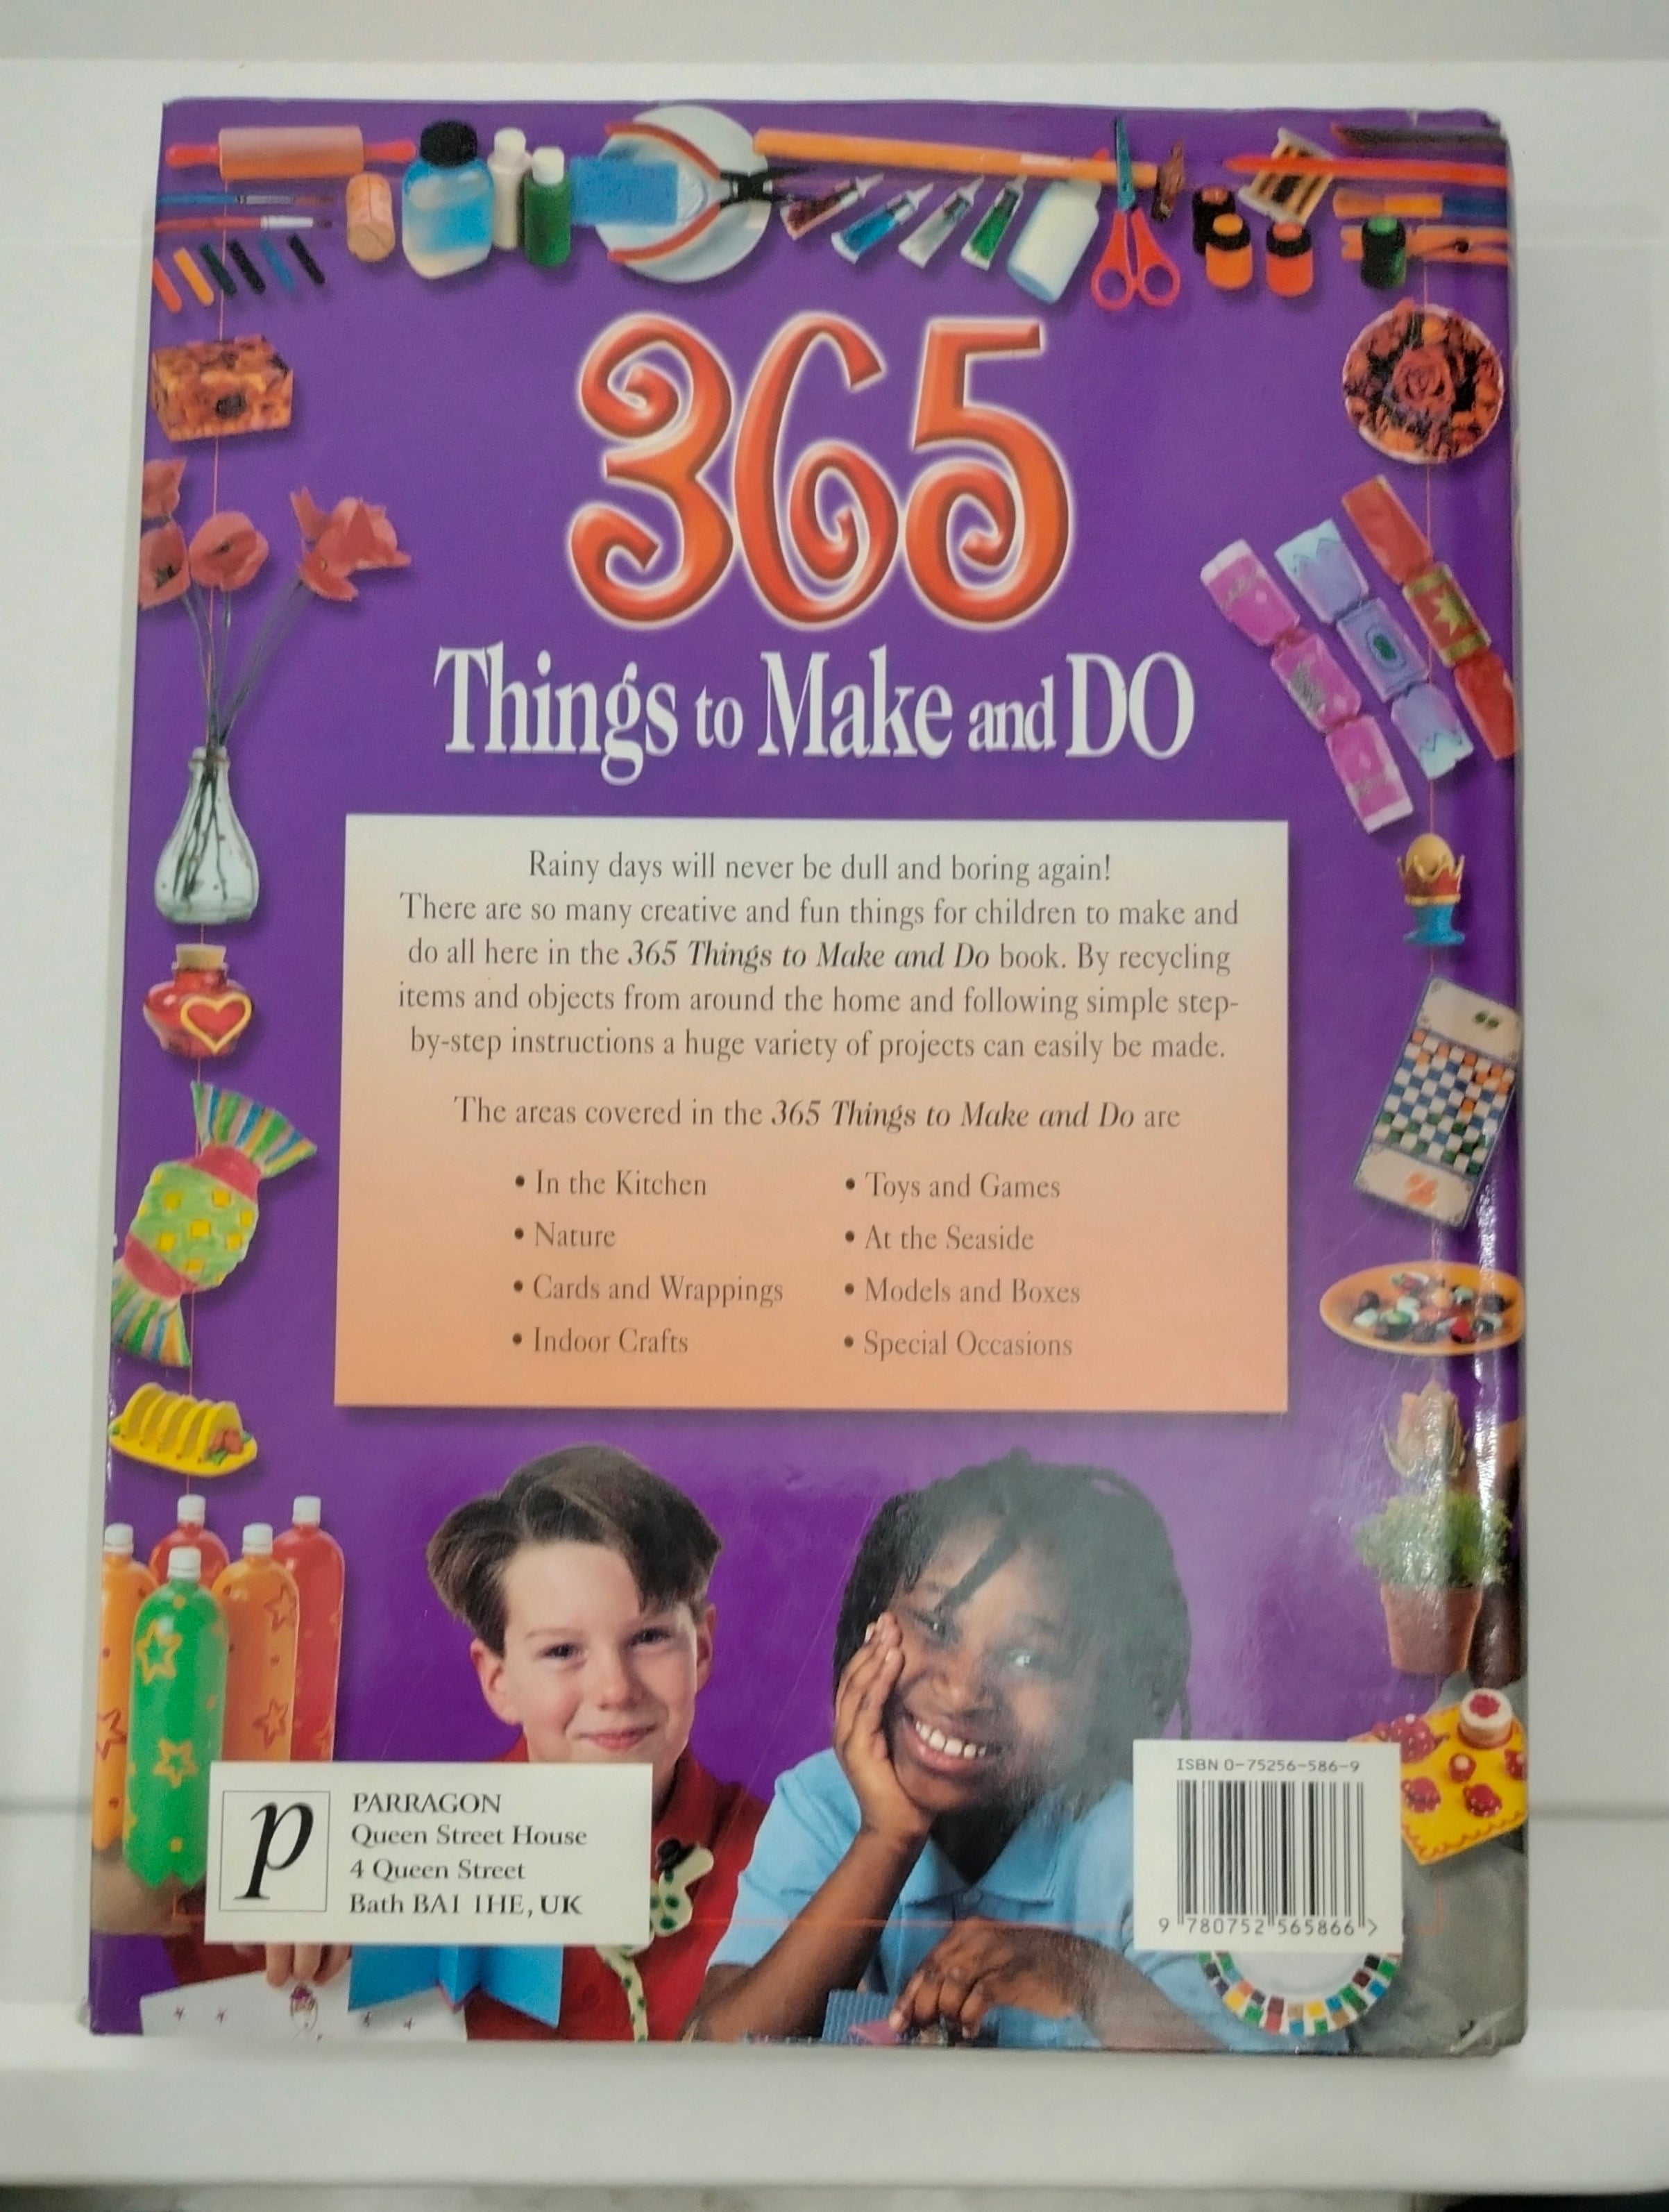 365
Things to Make and DO
Rainy days will never be dull and boring again!
There are so many creative and fun things for children to make and
do all here in the 365 Things to Make and Do book. By recycling
items and objects from around the home and following simple step-
by-step instructions a huge variety of projects can easily be made.
The areas covered in the 365 Things to Make and Do are
• In the Kitchen
• Nature
• Cards and Wrappings
• Indoor Crafts
• Toys and Games
• At the Seaside
• Models and Boxes
• Special Occasions
p
PARRAGON
Queen Street House
4 Queen Street
Bath BA1 1HE, UK
ISBN 0-75256-586-9
9 780752 565866 >